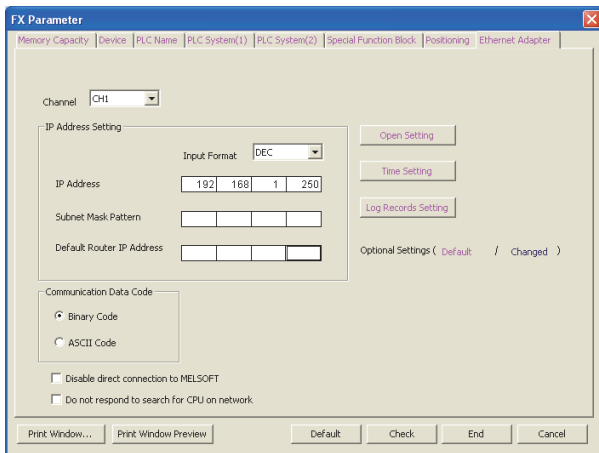 FX Parameter
Memory Capacity Device PLC Name PLC System(1) PLC System(2) Special Function Block Positioning Ethernet Adapter
Channel CH1
IP Address Setting
Input Format DEC
IP Address 192 168 1 250
Subnet Mask Pattern
Default Router IP Address
Open Setting
Time Setting
Log Records Setting
Optional Settings ( Default / Changed )
Communication Data Code
Binary Code
ASCII Code
Disable direct connection to MELSOFT
Do not respond to search for CPU on network
Print Window... Print Window Preview Default Check End Cancel